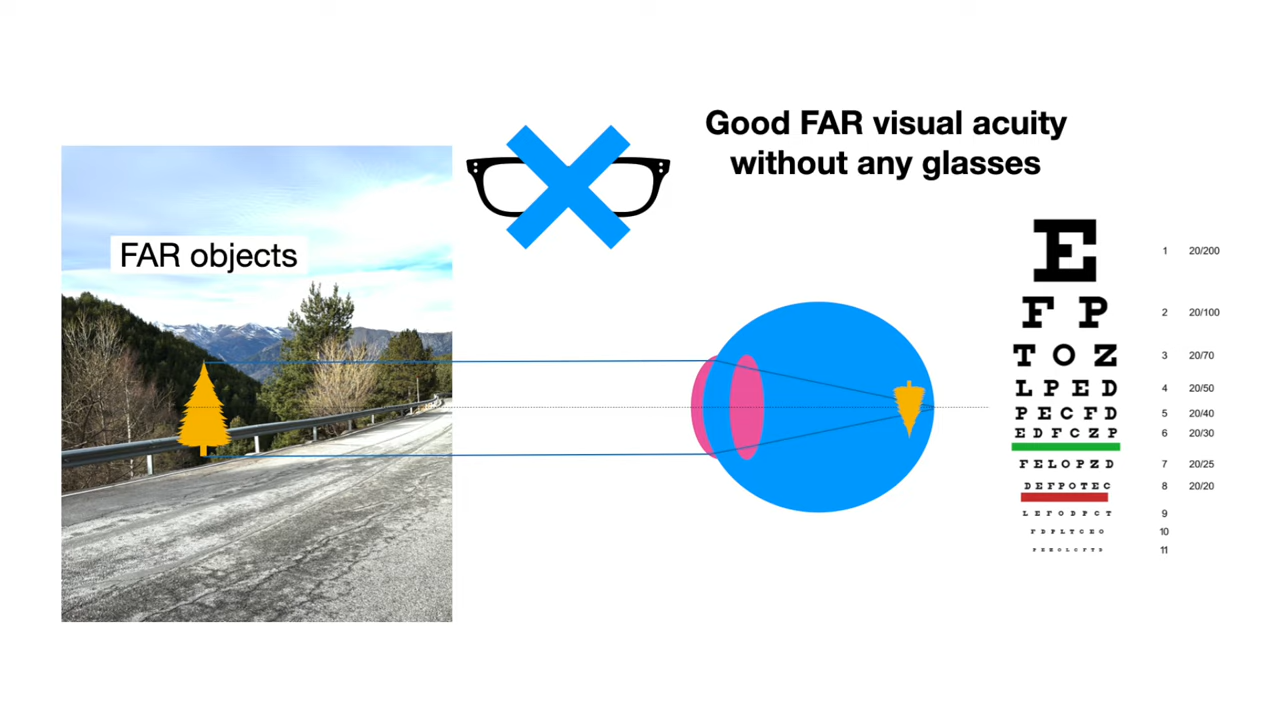 Good FAR visual acuity
without any glasses
FAR objects
E 1 20/200
F P 2 20/100
T O Z 3 20/70
L P E D 4 20/50
P E C F D 5 20/40
E D F C Z P 6 20/30
F E L O P Z D 7 20/25
D E F P O T E C 8 20/20
L E F O D P C T 9
F D P L T C E O 10
11